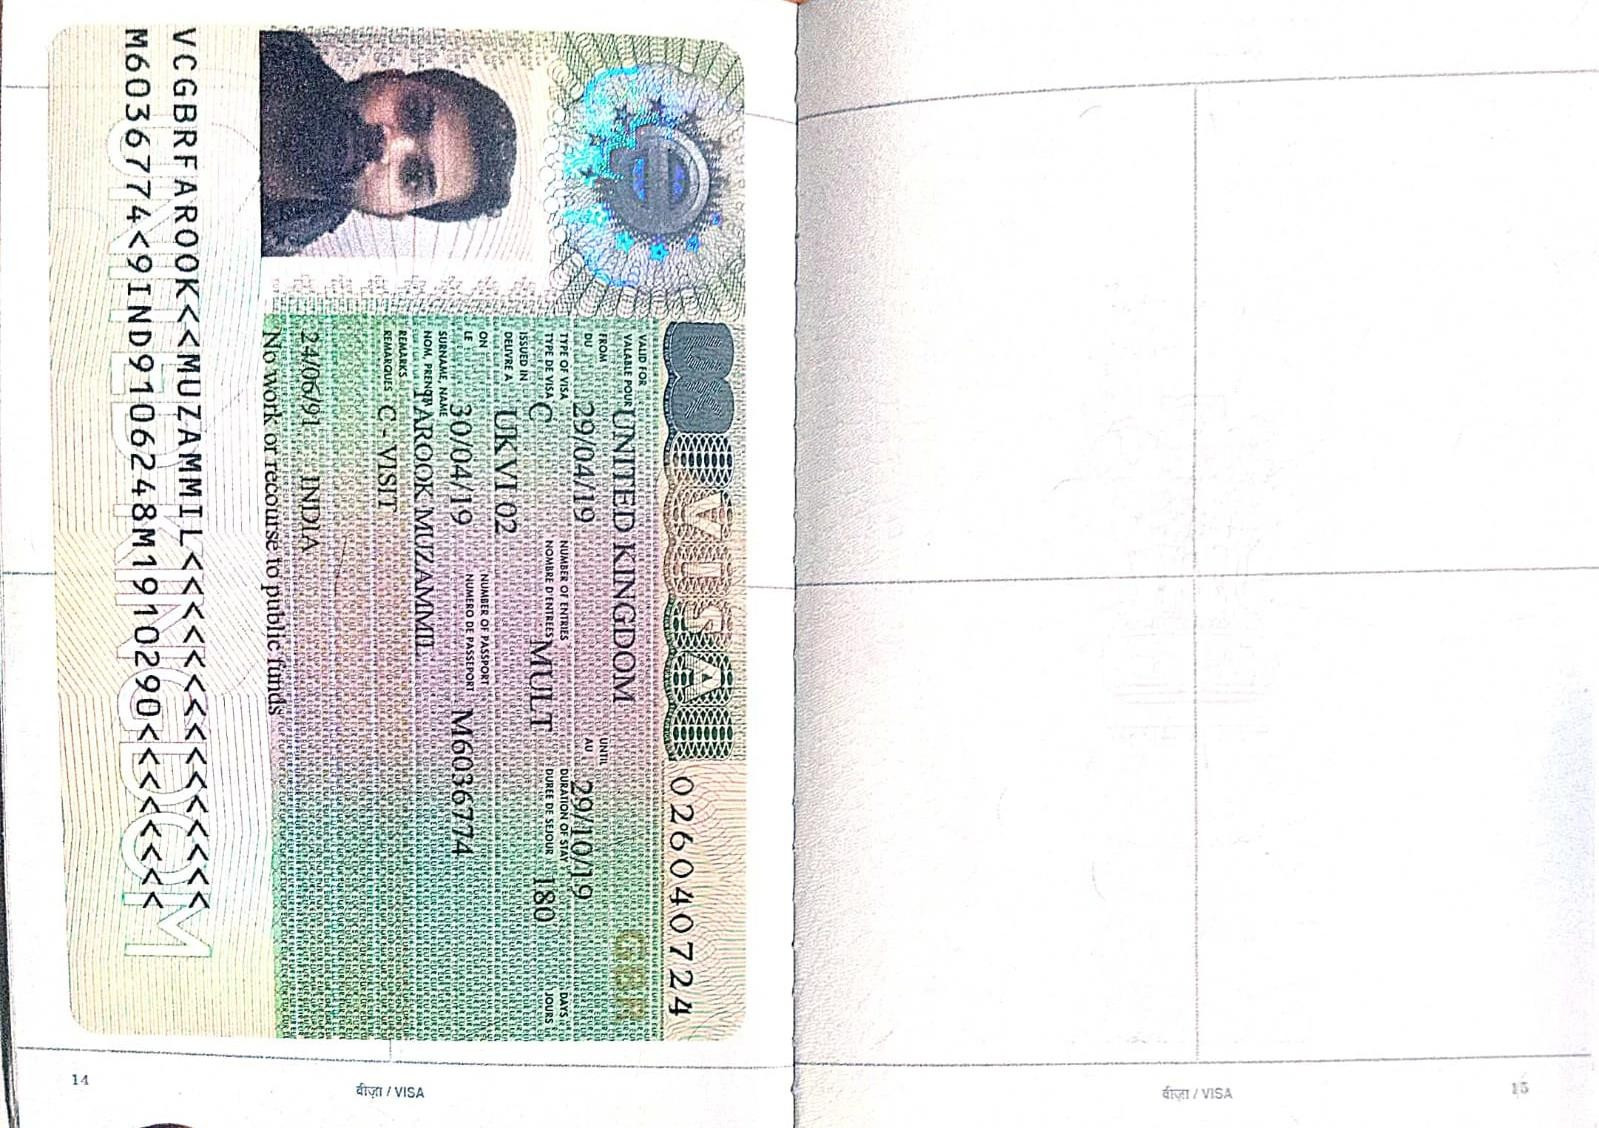 UK VISA 026040724
VALID FOR
VALABLE POUR UNITED KINGDOM
FROM
DU 29/04/19
UNTIL
AU 29/10/19
TYPE OF VISA
TYPE DE VISA C
NUMBER OF ENTRIES
NOMBRE D'ENTREES MULT
DURATION OF STAY
DUREE DE SEJOUR 180
DAYS
JOURS
ISSUED IN
DELIVRE A UKVI 02
ON
LE 30/04/19
NUMBER OF PASSPORT
NUMERO DE PASSEPORT M6036774
SURNAME, NAME
NOM, PRENOM FAROOK MUZAMMIL
REMARKS
REMARQUES C - VISIT
24/06/91 INDIA
No work or recourse to public funds
GBR
UNITED KINGDOM
VCGBRFAROOK<<MUZAMMIL<<<<<<<<<<<<<<<
M6036774<9IND9106248M1910290<<<<<<<<
14
वीज़ा / VISA
वीज़ा / VISA
15